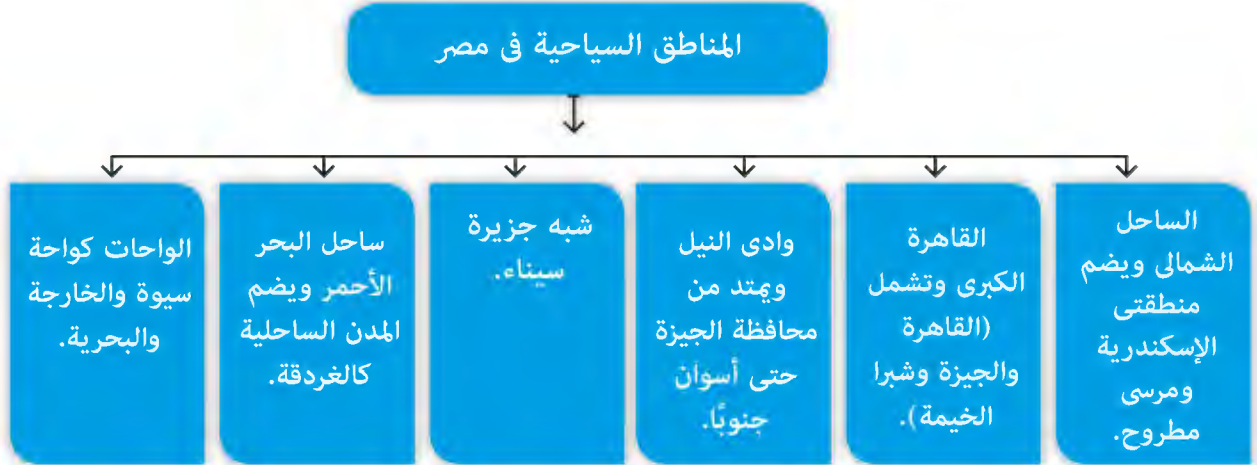 المناطق السياحية فى مصر
الساحل
الشمالى ويضم
منطقتى
الإسكندرية
ومرسى
مطروح.
القاهرة
الكبرى وتشمل
(القاهرة
والجيزة وشبرا
الخيمة).
وادى النيل
ويمتد من
محافظة الجيزة
حتى أسوان
جنوبًا.
شبه جزيرة
سيناء.
ساحل البحر
الأحمر ويضم
المدن الساحلية
كالغردقة.
الواحات كواحة
سيوة والخارجة
والبحرية.